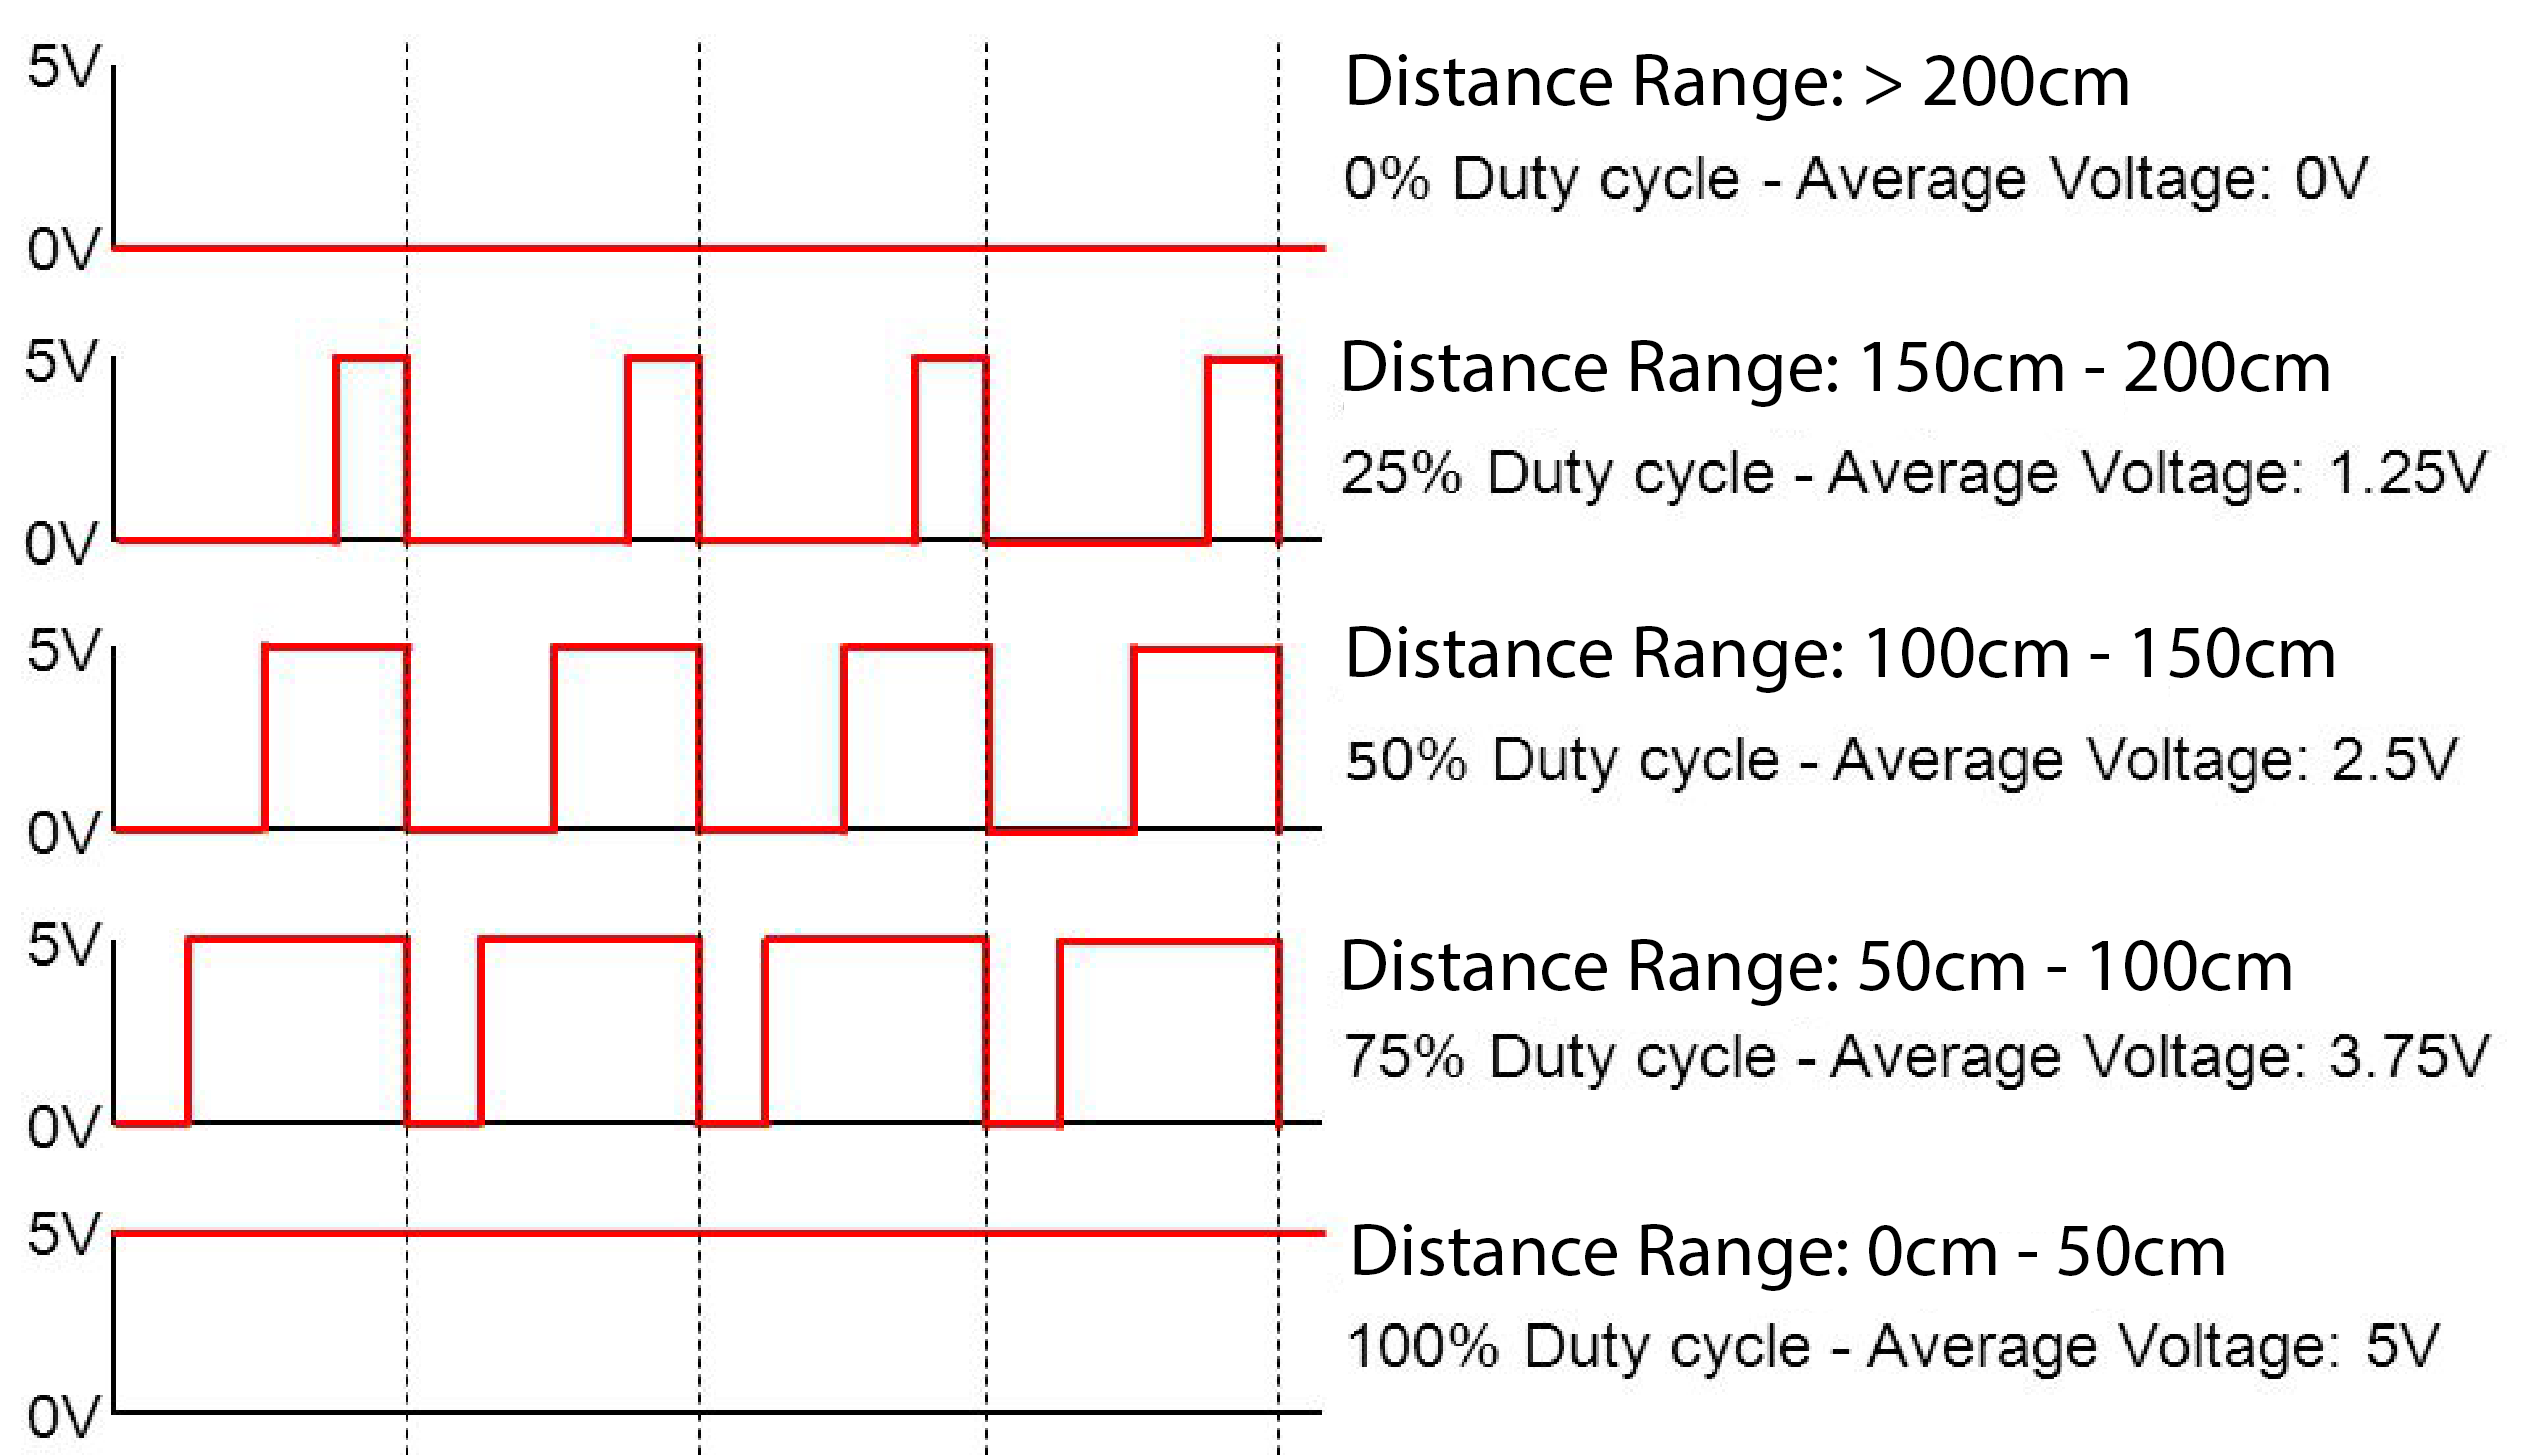 5V
Distance Range: > 200cm
0% Duty cycle - Average Voltage: 0V
0V
5V
Distance Range: 150cm - 200cm
25% Duty cycle - Average Voltage: 1.25V
0V
5V
Distance Range: 100cm - 150cm
50% Duty cycle - Average Voltage: 2.5V
0V
5V
Distance Range: 50cm - 100cm
75% Duty cycle - Average Voltage: 3.75V
0V
5V
Distance Range: 0cm - 50cm
100% Duty cycle - Average Voltage: 5V
0V